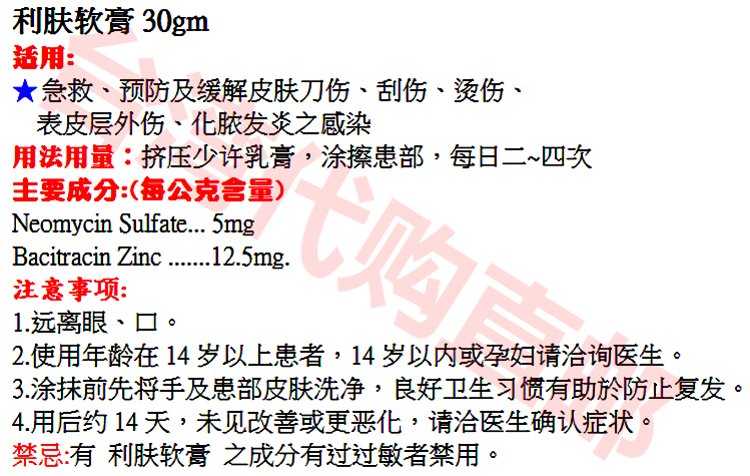 利肤软膏 30gm
适用:
★急救、预防及缓解皮肤刀伤、刮伤、烫伤、
表皮层外伤、化脓发炎之感染
用法用量：挤压少许乳膏，涂擦患部，每日二~四次
主要成分:(每公克含量)
Neomycin Sulfate... 5mg
Bacitracin Zinc .......12.5mg.
注意事项:
1.远离眼、口。
2.使用年龄在 14 岁以上患者，14 岁以内或孕妇请洽询医生。
3.涂抹前先将手及患部皮肤洗净，良好卫生习惯有助於防止复发。
4.用后约 14 天，未见改善或更恶化，请洽医生确认症状。
禁忌:有 利肤软膏 之成分有过过敏者禁用。
台湾代购直邮